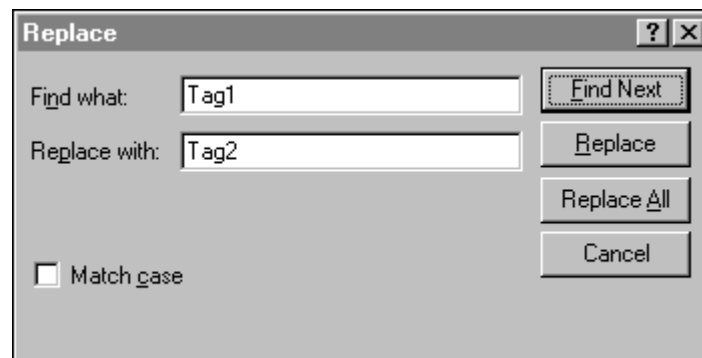 Replace
Find what: Tag1 Find Next
Replace with: Tag2 Replace
Replace All
Match case Cancel